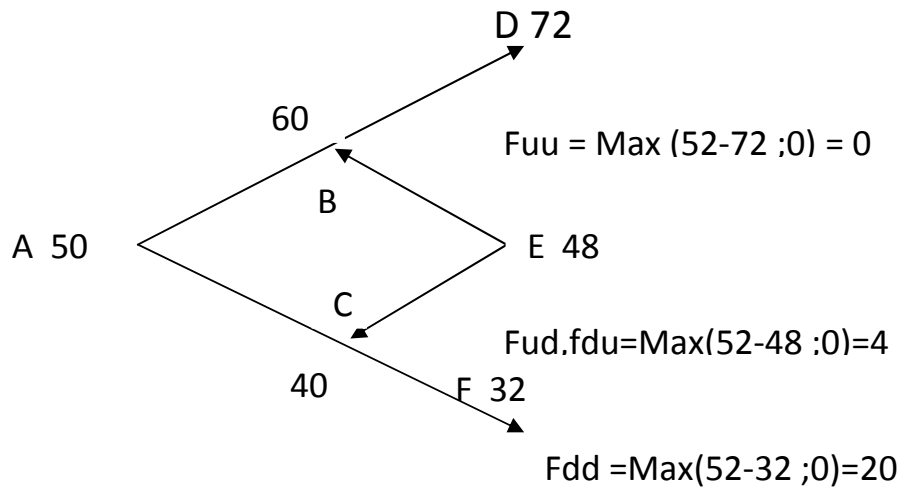 D 72
60
Fuu = Max (52-72 ;0) = 0
B
A 50
E 48
C
Fud,fdu=Max(52-48 ;0)=4
40
F 32
Fdd =Max(52-32 ;0)=20